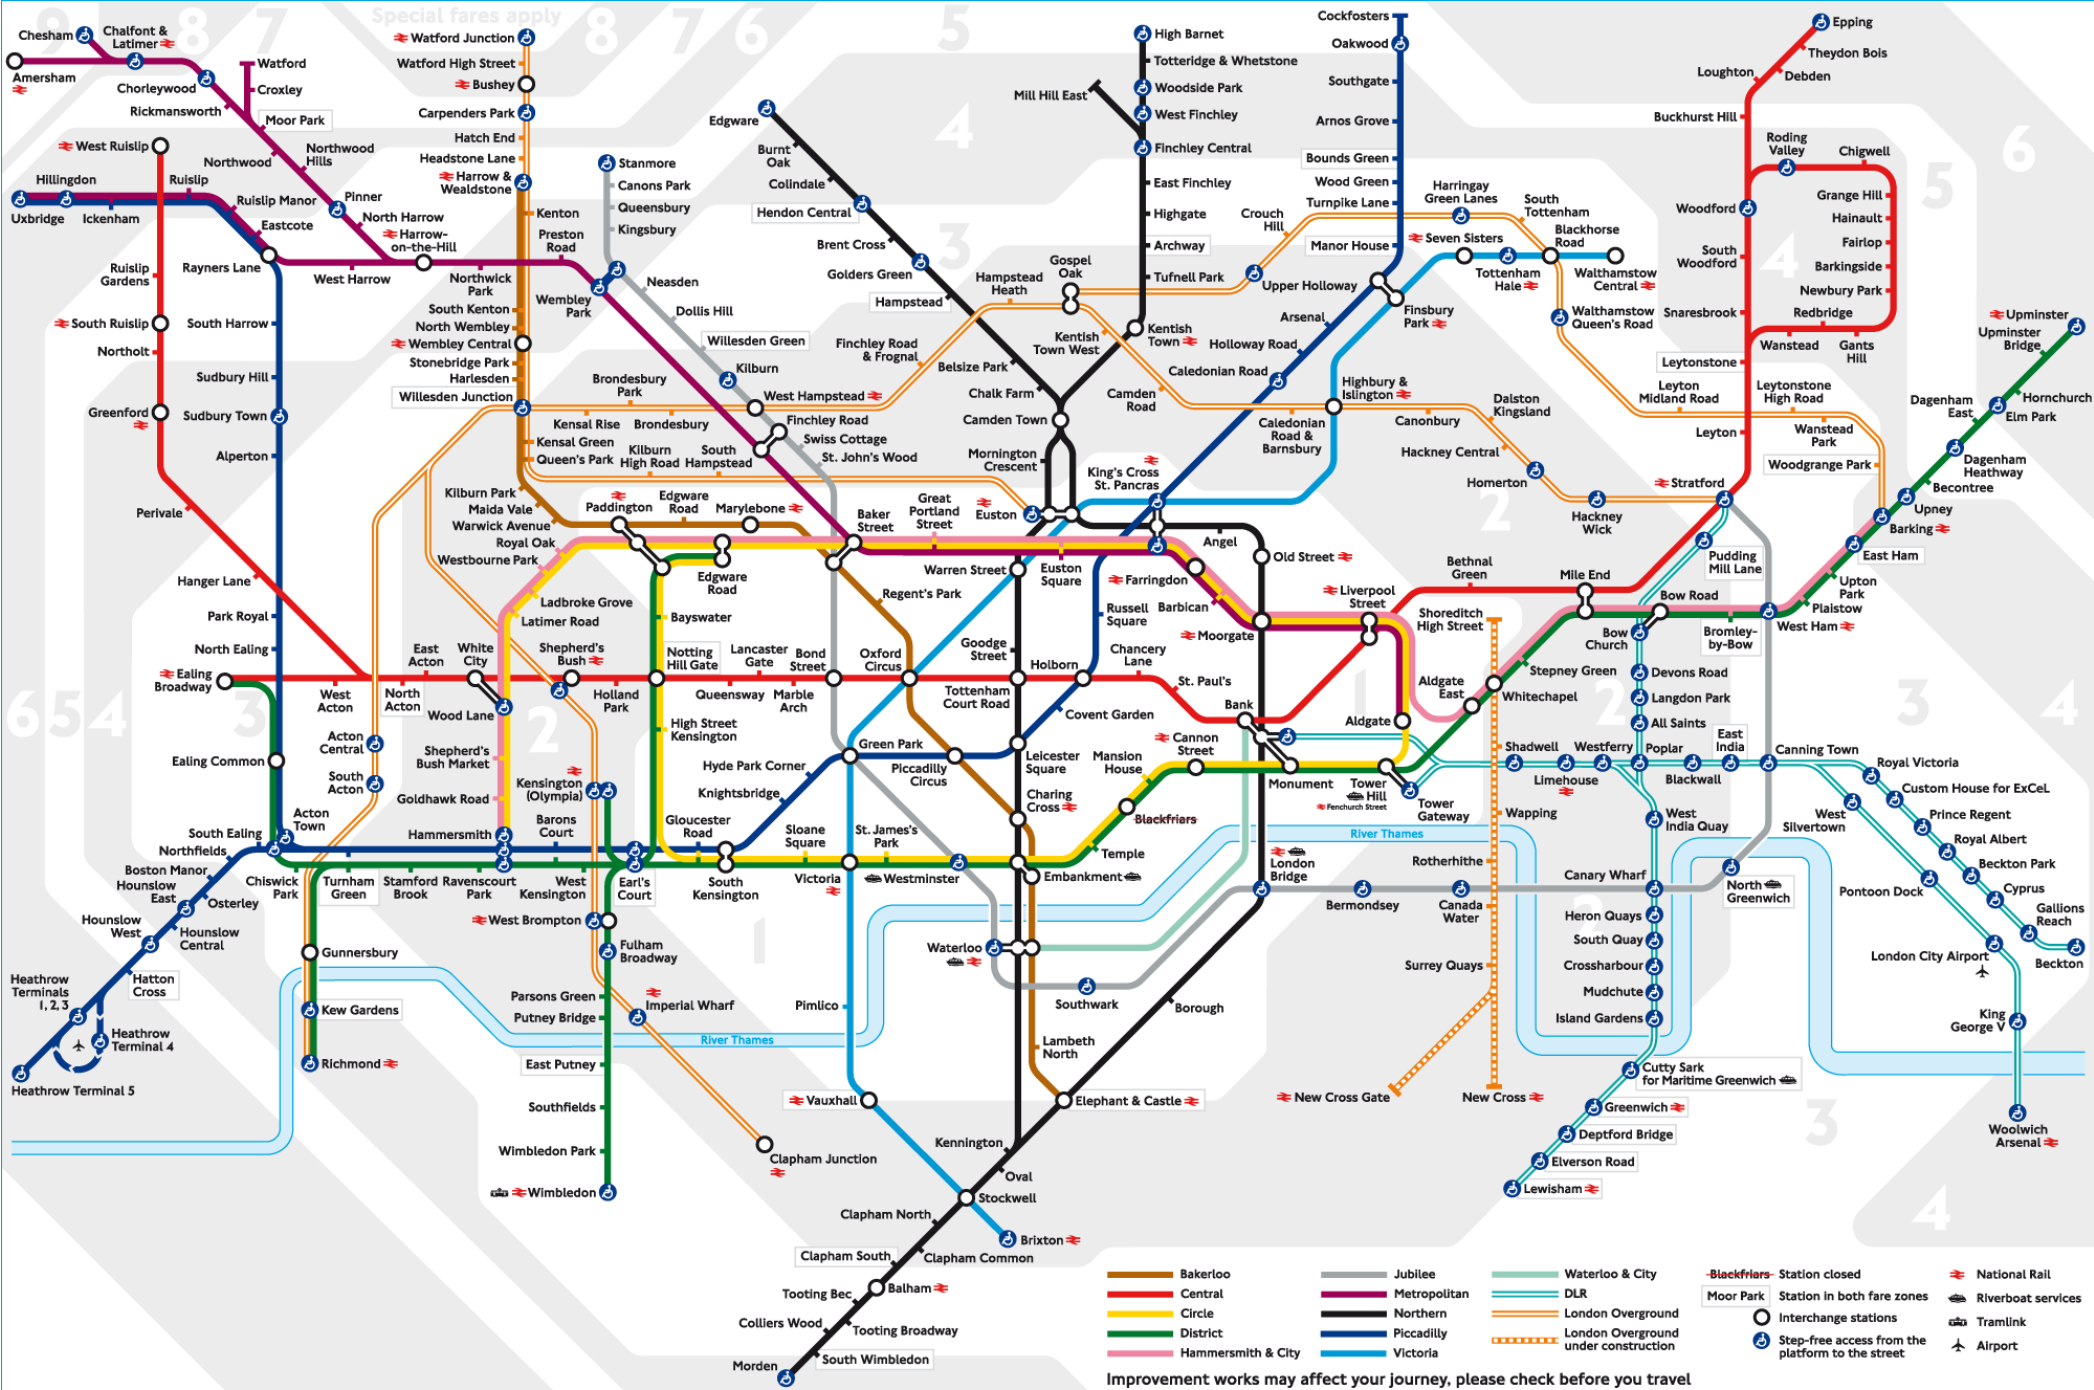 Special fares apply
9
8
7
8
7
6
5
4
3
6
5
4
3
2
1
6
5
4
3
2
1
2
2
3
4
3
4
Chesham
Chalfont &
Latimer
Amersham
Chorleywood
Rickmansworth
Watford
Croxley
Moor Park
Northwood
Northwood
Hills
Pinner
North Harrow
Harrow-
on-the-Hill
West Ruislip
Hillingdon
Uxbridge
Ickenham
Ruislip
Ruislip Manor
Eastcote
Rayners Lane
West Harrow
Northwick
Park
Preston
Road
Wembley
Park
Ruislip
Gardens
South Ruislip
Northolt
Greenford
Perivale
Hanger Lane
South Harrow
Sudbury Hill
Sudbury Town
Alperton
Park Royal
North Ealing
Ealing
Broadway
West
Acton
North
Acton
East
Acton
White
City
Wood Lane
Shepherd's
Bush
Holland
Park
Notting
Hill Gate
Queensway
Lancaster
Gate
Marble
Arch
Bond
Street
Oxford
Circus
Tottenham
Court Road
Holborn
Chancery
Lane
St. Paul's
Bank
Watford Junction
Watford High Street
Bushey
Carpenders Park
Hatch End
Headstone Lane
Harrow &
Wealdstone
Kenton
South Kenton
North Wembley
Wembley Central
Stonebridge Park
Harlesden
Willesden Junction
Kensal Green
Queen's Park
Kilburn Park
Maida Vale
Warwick Avenue
Royal Oak
Westbourne Park
Ladbroke Grove
Latimer Road
Paddington
Edgware
Road
Marylebone
Edgware
Road
Bayswater
Stanmore
Canons Park
Queensbury
Kingsbury
Neasden
Dollis Hill
Willesden Green
Kilburn
West Hampstead
Finchley Road
Swiss Cottage
St. John's Wood
Brondesbury
Park
Kensal Rise
Brondesbury
Kilburn
High Road
South
Hampstead
Finchley Road
& Frognal
Hampstead
Heath
Gospel
Oak
Kentish
Town West
Camden
Road
Edgware
Burnt
Oak
Colindale
Hendon Central
Brent Cross
Golders Green
Hampstead
Belsize Park
Chalk Farm
Camden Town
Mornington
Crescent
Euston
High Barnet
Totteridge & Whetstone
Woodside Park
West Finchley
Mill Hill East
Finchley Central
East Finchley
Highgate
Archway
Tufnell Park
Kentish
Town
Cockfosters
Oakwood
Southgate
Arnos Grove
Bounds Green
Wood Green
Turnpike Lane
Manor House
Finsbury
Park
Arsenal
Holloway Road
Caledonian Road
King's Cross
St. Pancras
Crouch
Hill
Upper Holloway
Harringay
Green Lanes
South
Tottenham
Seven Sisters
Blackhorse
Road
Tottenham
Hale
Walthamstow
Central
Walthamstow
Queen's Road
Leyton
Midland Road
Leytonstone
High Road
Wanstead
Park
Woodgrange Park
Highbury &
Islington
Caledonian
Road &
Barnsbury
Canonbury
Dalston
Kingsland
Hackney Central
Homerton
Hackney
Wick
Stratford
Epping
Theydon Bois
Debden
Loughton
Buckhurst Hill
Roding
Valley
Chigwell
Grange Hill
Hainault
Fairlop
Barkingside
Newbury Park
Redbridge
Gants
Hill
Wanstead
Woodford
South
Woodford
Snaresbrook
Leytonstone
Leyton
Upminster
Upminster
Bridge
Hornchurch
Elm Park
Dagenham
East
Dagenham
Heathway
Becontree
Upney
Barking
East Ham
Upton
Park
Plaistow
West Ham
Bromley-
by-Bow
Bow Road
Mile End
Bethnal
Green
Stepney Green
Whitechapel
Pudding
Mill Lane
Bow
Church
Devons Road
Langdon Park
All Saints
Poplar
Baker
Street
Great
Portland
Street
Euston
Square
Regent's Park
Warren Street
Goodge
Street
Russell
Square
Angel
Old Street
Farringdon
Barbican
Moorgate
Liverpool
Street
Shoreditch
High Street
Aldgate
East
Aldgate
Acton
Central
South
Acton
Ealing Common
Acton
Town
South Ealing
Northfields
Boston Manor
Hounslow
East
Osterley
Hounslow
West
Hounslow
Central
Hatton
Cross
Heathrow
Terminals
1, 2, 3
Heathrow
Terminal 4
Heathrow Terminal 5
Chiswick
Park
Turnham
Green
Stamford
Brook
Ravenscourt
Park
Gunnersbury
Kew Gardens
Richmond
Shepherd's
Bush Market
Goldhawk Road
Hammersmith
Barons
Court
West
Kensington
Kensington
(Olympia)
Earl's
Court
High Street
Kensington
Gloucester
Road
South
Kensington
West Brompton
Fulham
Broadway
Parsons Green
Putney Bridge
East Putney
Southfields
Wimbledon Park
Wimbledon
Imperial Wharf
Clapham Junction
Hyde Park Corner
Knightsbridge
Green Park
Piccadilly
Circus
Covent Garden
Leicester
Square
Charing
Cross
Sloane
Square
St. James's
Park
Victoria
Westminster
Embankment
Temple
Blackfriars
Mansion
House
Cannon
Street
Monument
Tower
Hill
Fenchurch Street
Tower
Gateway
Shadwell
Limehouse
Westferry
Blackwall
East
India
Canning Town
Royal Victoria
Custom House for ExCeL
Prince Regent
Royal Albert
Beckton Park
Cyprus
Gallions
Reach
Beckton
West
Silvertown
Pontoon Dock
London City Airport
King
George V
Woolwich
Arsenal
West
India Quay
Canary Wharf
Heron Quays
South Quay
Crossharbour
Mudchute
Island Gardens
Cutty Sark
for Maritime Greenwich
Greenwich
Deptford Bridge
Elverson Road
Lewisham
North
Greenwich
Wapping
Rotherhithe
Canada
Water
Surrey Quays
New Cross Gate
New Cross
Bermondsey
London
Bridge
Waterloo
Southwark
Borough
Lambeth
North
Elephant & Castle
Pimlico
Vauxhall
Kennington
Oval
Stockwell
Brixton
Clapham North
Clapham Common
Clapham South
Balham
Tooting Bec
Tooting Broadway
Colliers Wood
South Wimbledon
Morden
River Thames
River Thames
Bakerloo
Central
Circle
District
Hammersmith & City
Jubilee
Metropolitan
Northern
Piccadilly
Victoria
Waterloo & City
DLR
London Overground
London Overground
under construction
Blackfriars Station closed
Moor Park Station in both fare zones
Interchange stations
Step-free access from the
platform to the street
National Rail
Riverboat services
Tramlink
Airport
Improvement works may affect your journey, please check before you travel